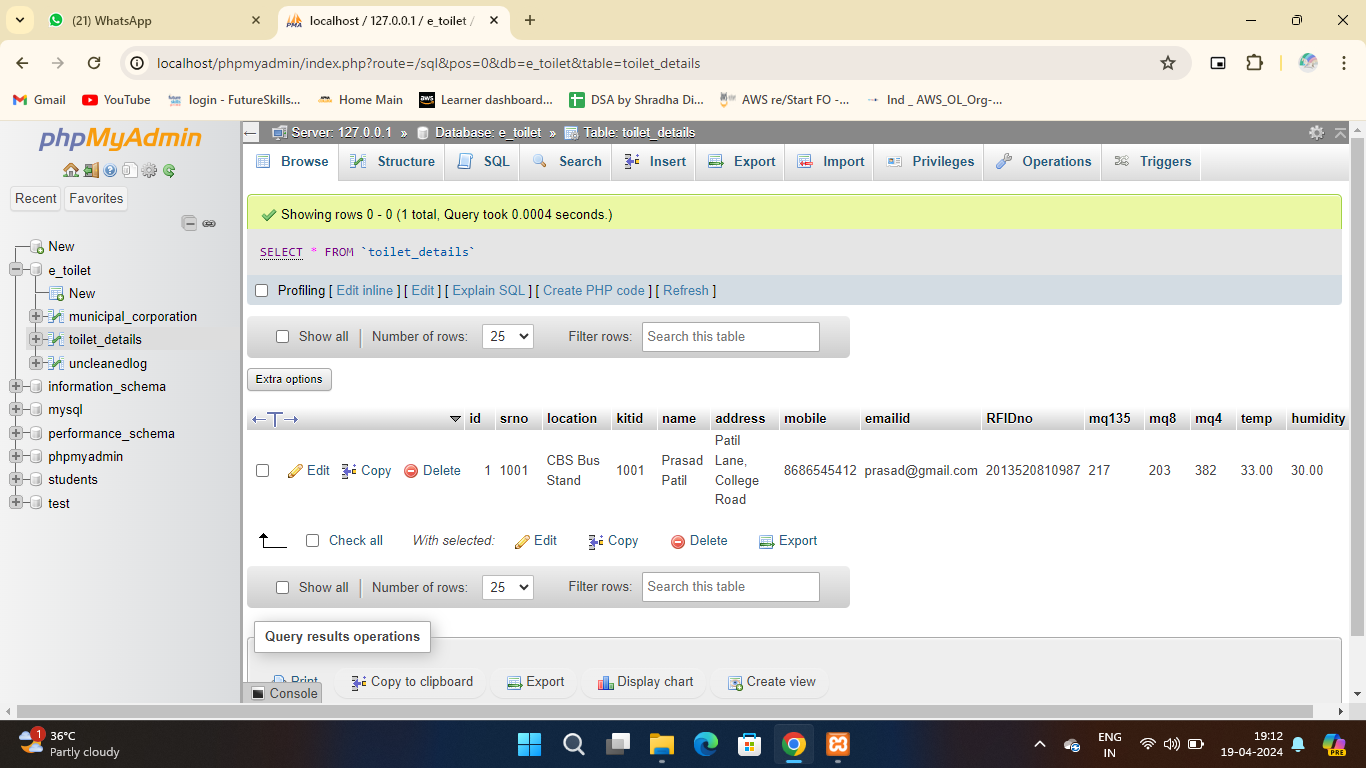 (21) WhatsApp
localhost / 127.0.0.1 / e_toilet /
localhost/phpmyadmin/index.php?route=/sql&pos=0&db=e_toilet&table=toilet_details
Gmail YouTube login - FutureSkills... Home Main aws Learner dashboard... DSA by Shradha Di... AWS re/Start FO -... Ind _ AWS_OL_Org-...
phpMyAdmin
Recent Favorites
New
e_toilet
New
municipal_corporation
toilet_details
uncleanedlog
information_schema
mysql
performance_schema
phpmyadmin
students
test
Server: 127.0.0.1 » Database: e_toilet » Table: toilet_details
Browse Structure SQL Search Insert Export Import Privileges Operations Triggers
Showing rows 0 - 0 (1 total, Query took 0.0004 seconds.)
SELECT * FROM `toilet_details`
Profiling [ Edit inline ] [ Edit ] [ Explain SQL ] [ Create PHP code ] [ Refresh ]
Show all Number of rows: 25 Filter rows: Search this table
Extra options
←T→ id srno location kitid name address mobile emailid RFIDno mq135 mq8 mq4 temp humidity
Edit Copy Delete 1 1001 CBS Bus Stand 1001 Prasad Patil Patil Lane, College Road 8686545412 prasad@gmail.com 2013520810987 217 203 382 33.00 30.00
Check all With selected: Edit Copy Delete Export
Show all Number of rows: 25 Filter rows: Search this table
Query results operations
Print Copy to clipboard Export Display chart Create view
Console
1 36°C
Partly cloudy
ENG
IN
19:12
19-04-2024
PRE